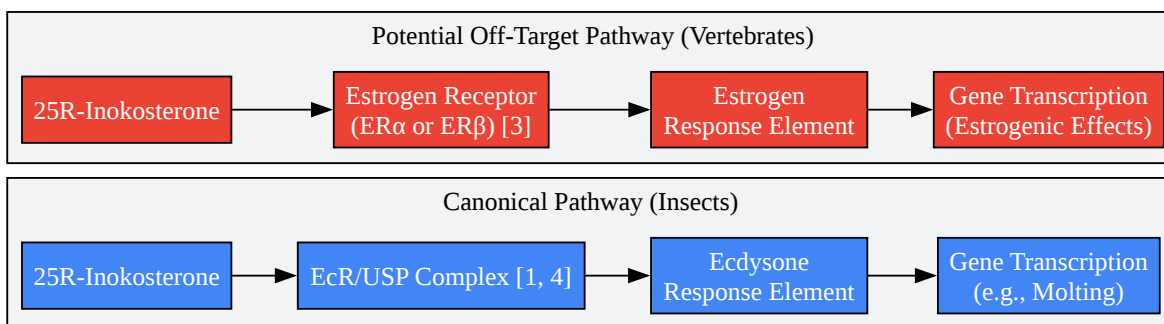 Potential Off-Target Pathway (Vertebrates)
25R-Inokosterone
Estrogen Receptor
(ERα or ERβ) [3]
Estrogen
Response Element
Gene Transcription
(Estrogenic Effects)
Canonical Pathway (Insects)
25R-Inokosterone
EcR/USP Complex [1, 4]
Ecdysone
Response Element
Gene Transcription
(e.g., Molting)